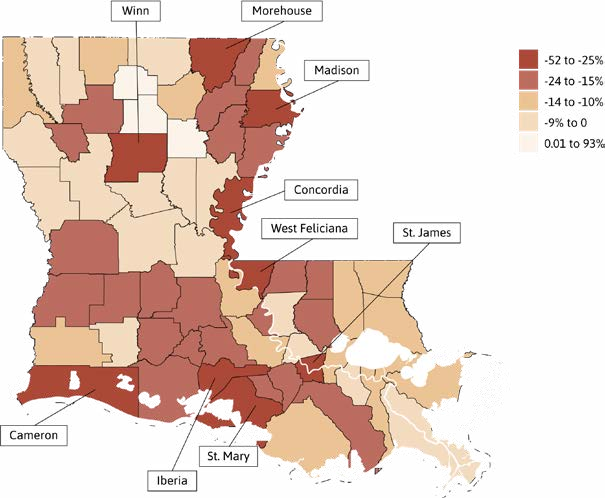 Winn
Morehouse
Madison
-52 to -25%
-24 to -15%
-14 to -10%
-9% to 0
0.01 to 93%
Concordia
West Feliciana
St. James
Cameron
St. Mary
Iberia